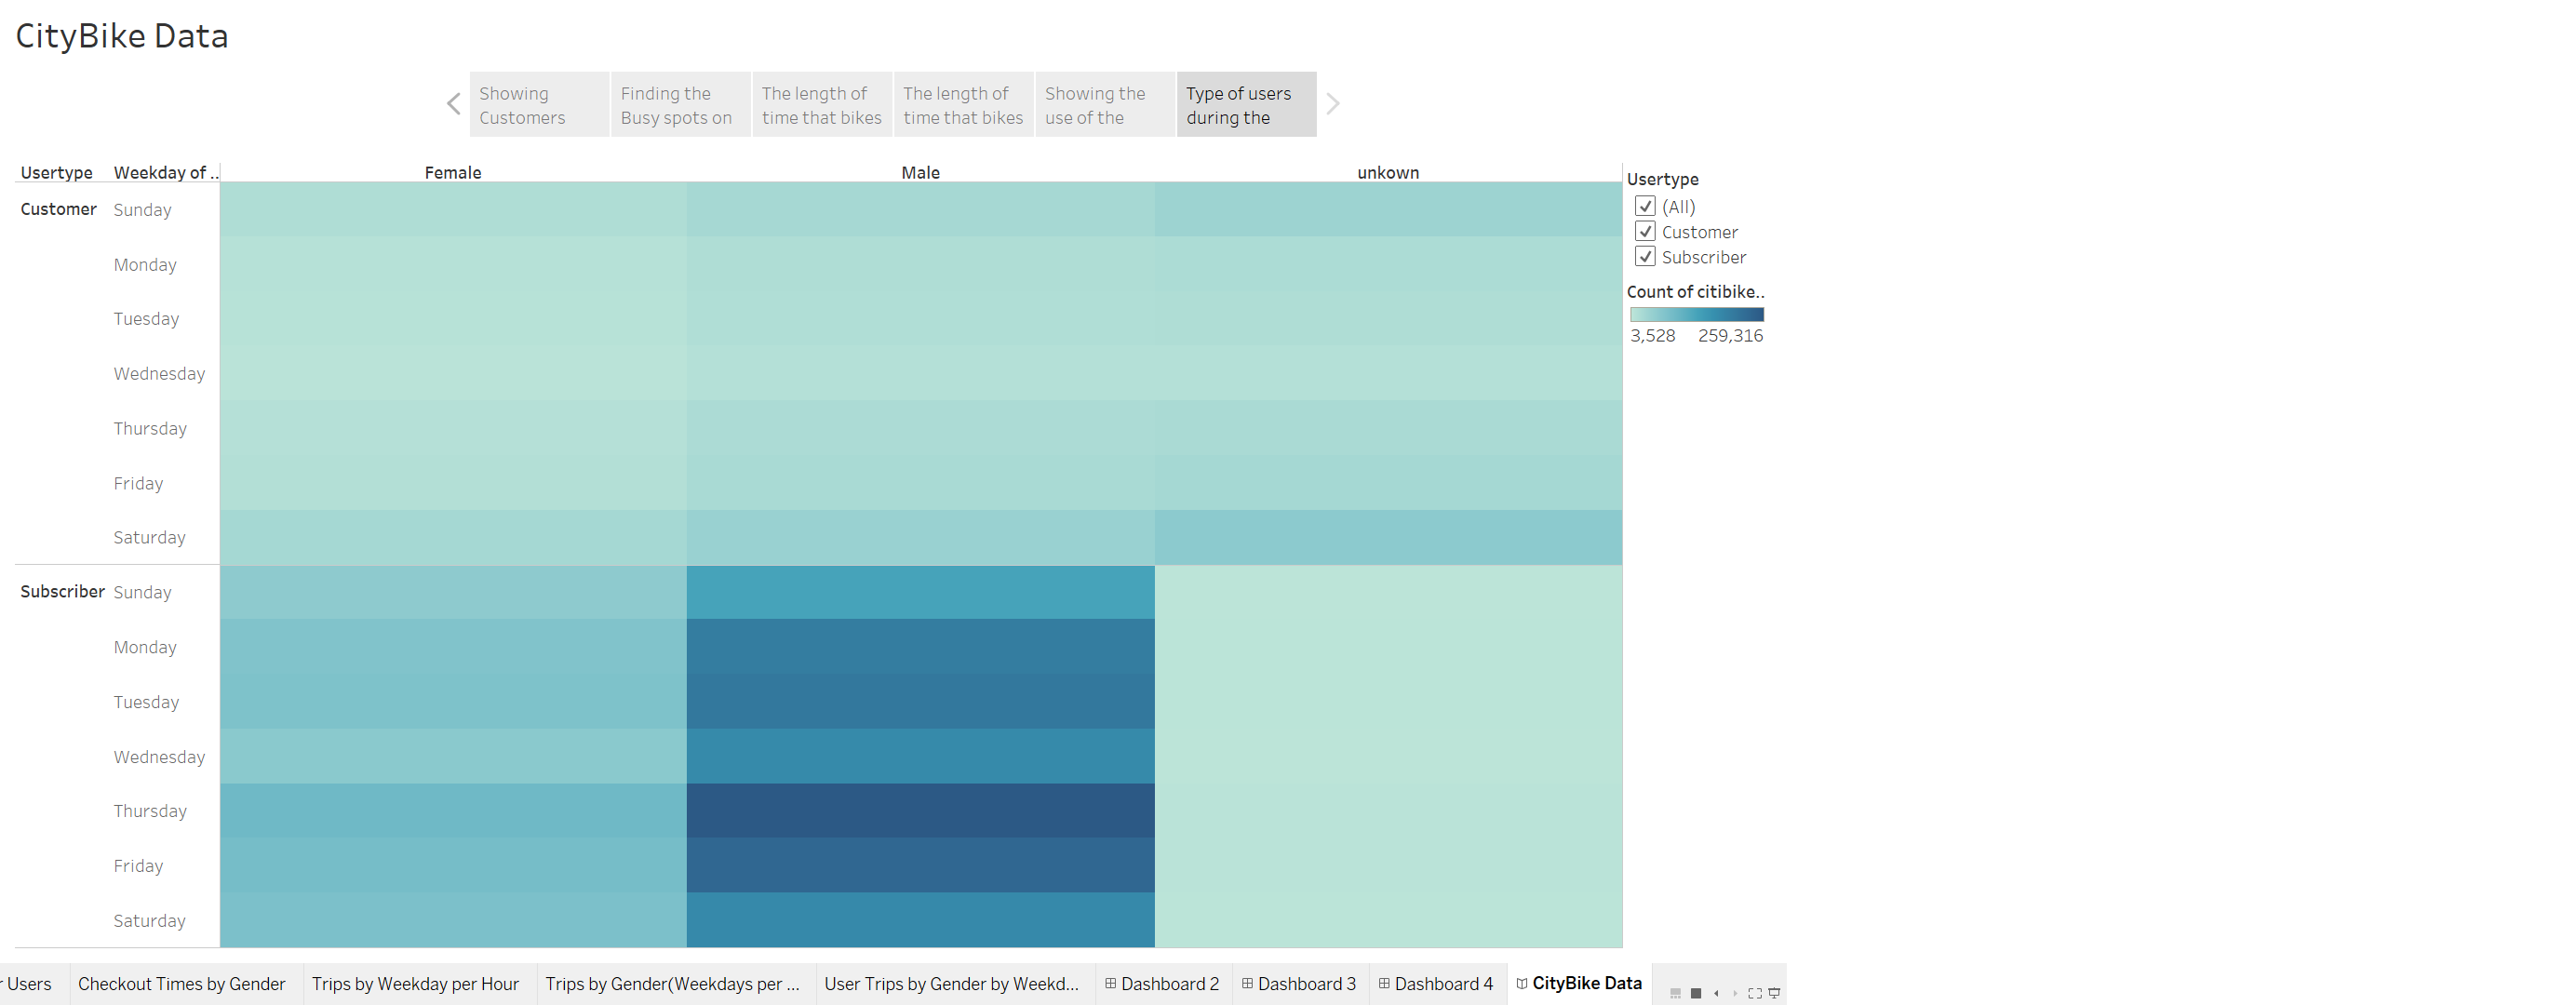 CityBike Data
Showing
Customers
Finding the
Busy spots on
The length of
time that bikes
The length of
time that bikes
Showing the
use of the
Type of users
during the
Usertype Weekday of .. Female Male unkown
Customer Sunday
Monday
Tuesday
Wednesday
Thursday
Friday
Saturday
Subscriber Sunday
Monday
Tuesday
Wednesday
Thursday
Friday
Saturday
Usertype
(All)
Customer
Subscriber
Count of citibike..
3,528 259,316
r Users Checkout Times by Gender Trips by Weekday per Hour Trips by Gender(Weekdays per ... User Trips by Gender by Weekd... Dashboard 2 Dashboard 3 Dashboard 4 CityBike Data